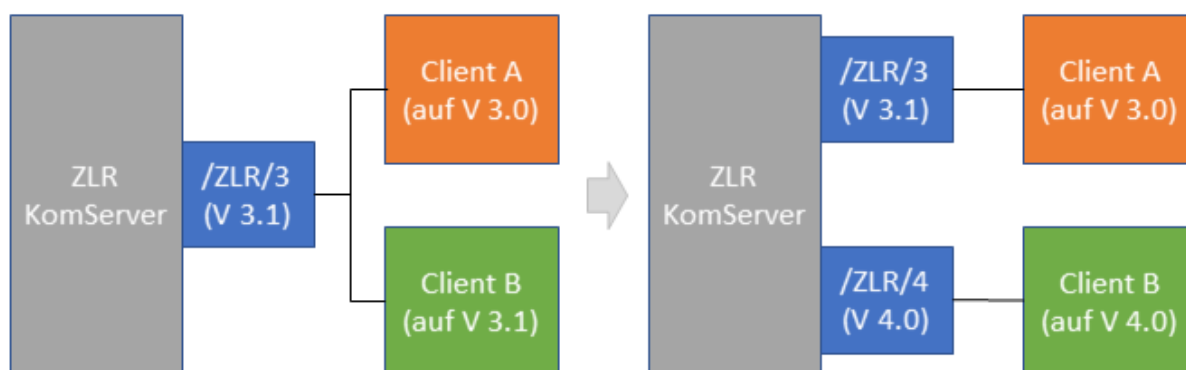 ZLR
KomServer
/ZLR/3
(V 3.1)
Client A
(auf V 3.0)
Client B
(auf V 3.1)
ZLR
KomServer
/ZLR/3
(V 3.1)
Client A
(auf V 3.0)
/ZLR/4
(V 4.0)
Client B
(auf V 4.0)